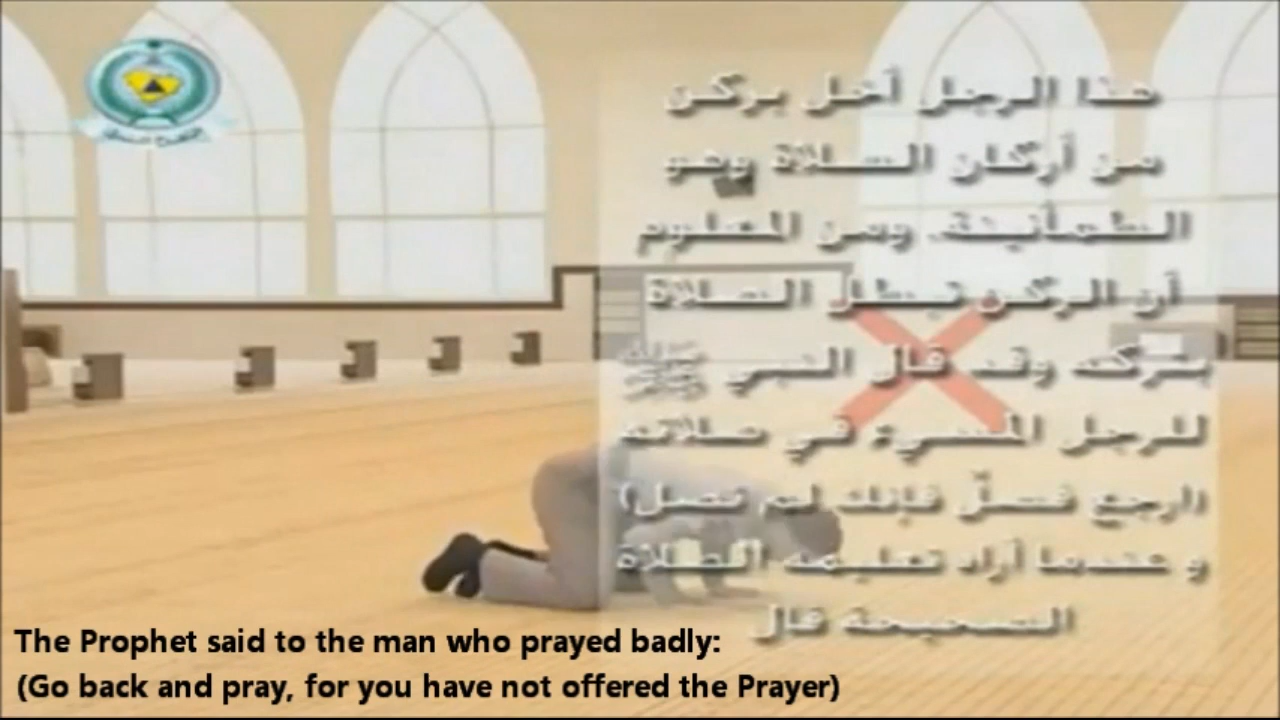 هذا الرجل أخل بركن
من أركان الصلاة وهو
الطمأنينة. ومن المعلوم
أن الركن تبطل الصلاة
بتركه وقد قال النبي ﷺ
للرجل المسيء في صلاته
(ارجع فصلّ فإنك لم تصل)
و عندما أراد تعليمه الصلاة
الصحيحة قال
The Prophet said to the man who prayed badly:
(Go back and pray, for you have not offered the Prayer)